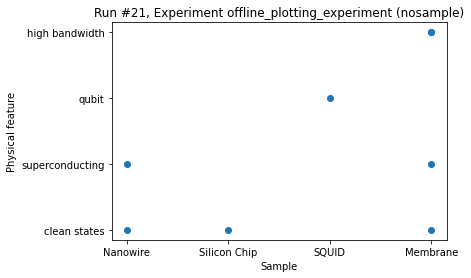 Run #21, Experiment offline_plotting_experiment (nosample)
high bandwidth
qubit
superconducting
clean states
Physical feature
Nanowire Silicon Chip SQUID Membrane
Sample